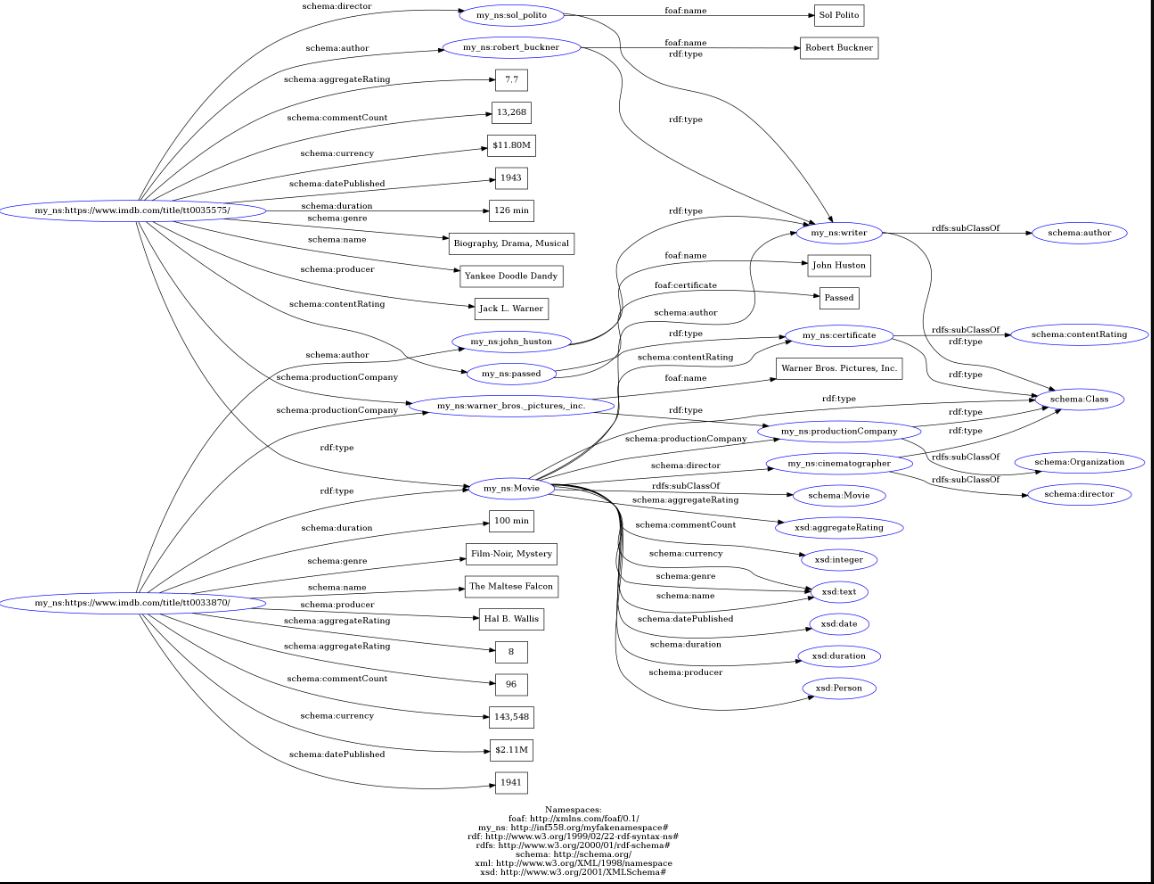 schema:director
my_ns:sol_polito
foaf:name
Sol Polito
schema:author
my_ns:robert_buckner
foaf:name
Robert Buckner
rdf:type
schema:aggregateRating
7.7
schema:commentCount
13,268
rdf:type
schema:currency
$11.80M
schema:datePublished
1943
my_ns:https://www.imdb.com/title/tt0035575/
schema:duration
126 min
rdf:type
schema:genre
Biography, Drama, Musical
my_ns:writer
rdfs:subClassOf
schema:author
schema:name
Yankee Doodle Dandy
foaf:name
John Huston
schema:producer
Jack L. Warner
foaf:certificate
Passed
schema:contentRating
schema:author
my_ns:john_huston
rdf:type
my_ns:certificate
rdfs:subClassOf
schema:contentRating
rdf:type
schema:author
my_ns:passed
schema:contentRating
Warner Bros. Pictures, Inc.
rdf:type
schema:productionCompany
foaf:name
my_ns:warner_bros._pictures,_inc.
rdf:type
schema:Class
schema:productionCompany
rdf:type
rdf:type
my_ns:productionCompany
rdf:type
schema:productionCompany
rdf:type
schema:director
my_ns:cinematographer
rdfs:subClassOf
schema:Organization
rdf:type
my_ns:Movie
rdfs:subClassOf
schema:Movie
rdfs:subClassOf
schema:director
schema:aggregateRating
schema:duration
100 min
schema:commentCount
xsd:aggregateRating
schema:genre
Film-Noir, Mystery
schema:currency
xsd:integer
schema:name
The Maltese Falcon
schema:genre
xsd:text
my_ns:https://www.imdb.com/title/tt0033870/
schema:producer
Hal B. Wallis
schema:name
schema:aggregateRating
schema:datePublished
xsd:date
schema:aggregateRating
8
schema:duration
xsd:duration
schema:commentCount
96
schema:producer
xsd:Person
schema:currency
143,548
schema:datePublished
$2.11M
1941
Namespaces:
foaf: http://xmlns.com/foaf/0.1/
my_ns: http://inf558.org/myfakenamespace#
rdf: http://www.w3.org/1999/02/22-rdf-syntax-ns#
rdfs: http://www.w3.org/2000/01/rdf-schema#
schema: http://schema.org/
xml: http://www.w3.org/XML/1998/namespace
xsd: http://www.w3.org/2001/XMLSchema#